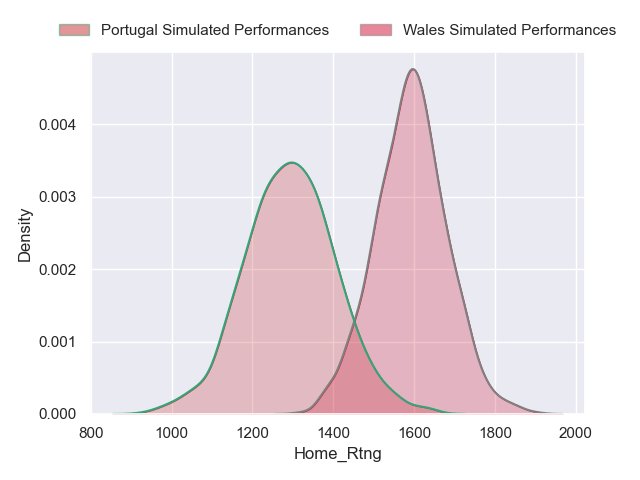 Portugal Simulated Performances Wales Simulated Performances
0.004
0.003
0.002
0.001
0.000
Density
800 1000 1200 1400 1600 1800 2000
Home_Rtng